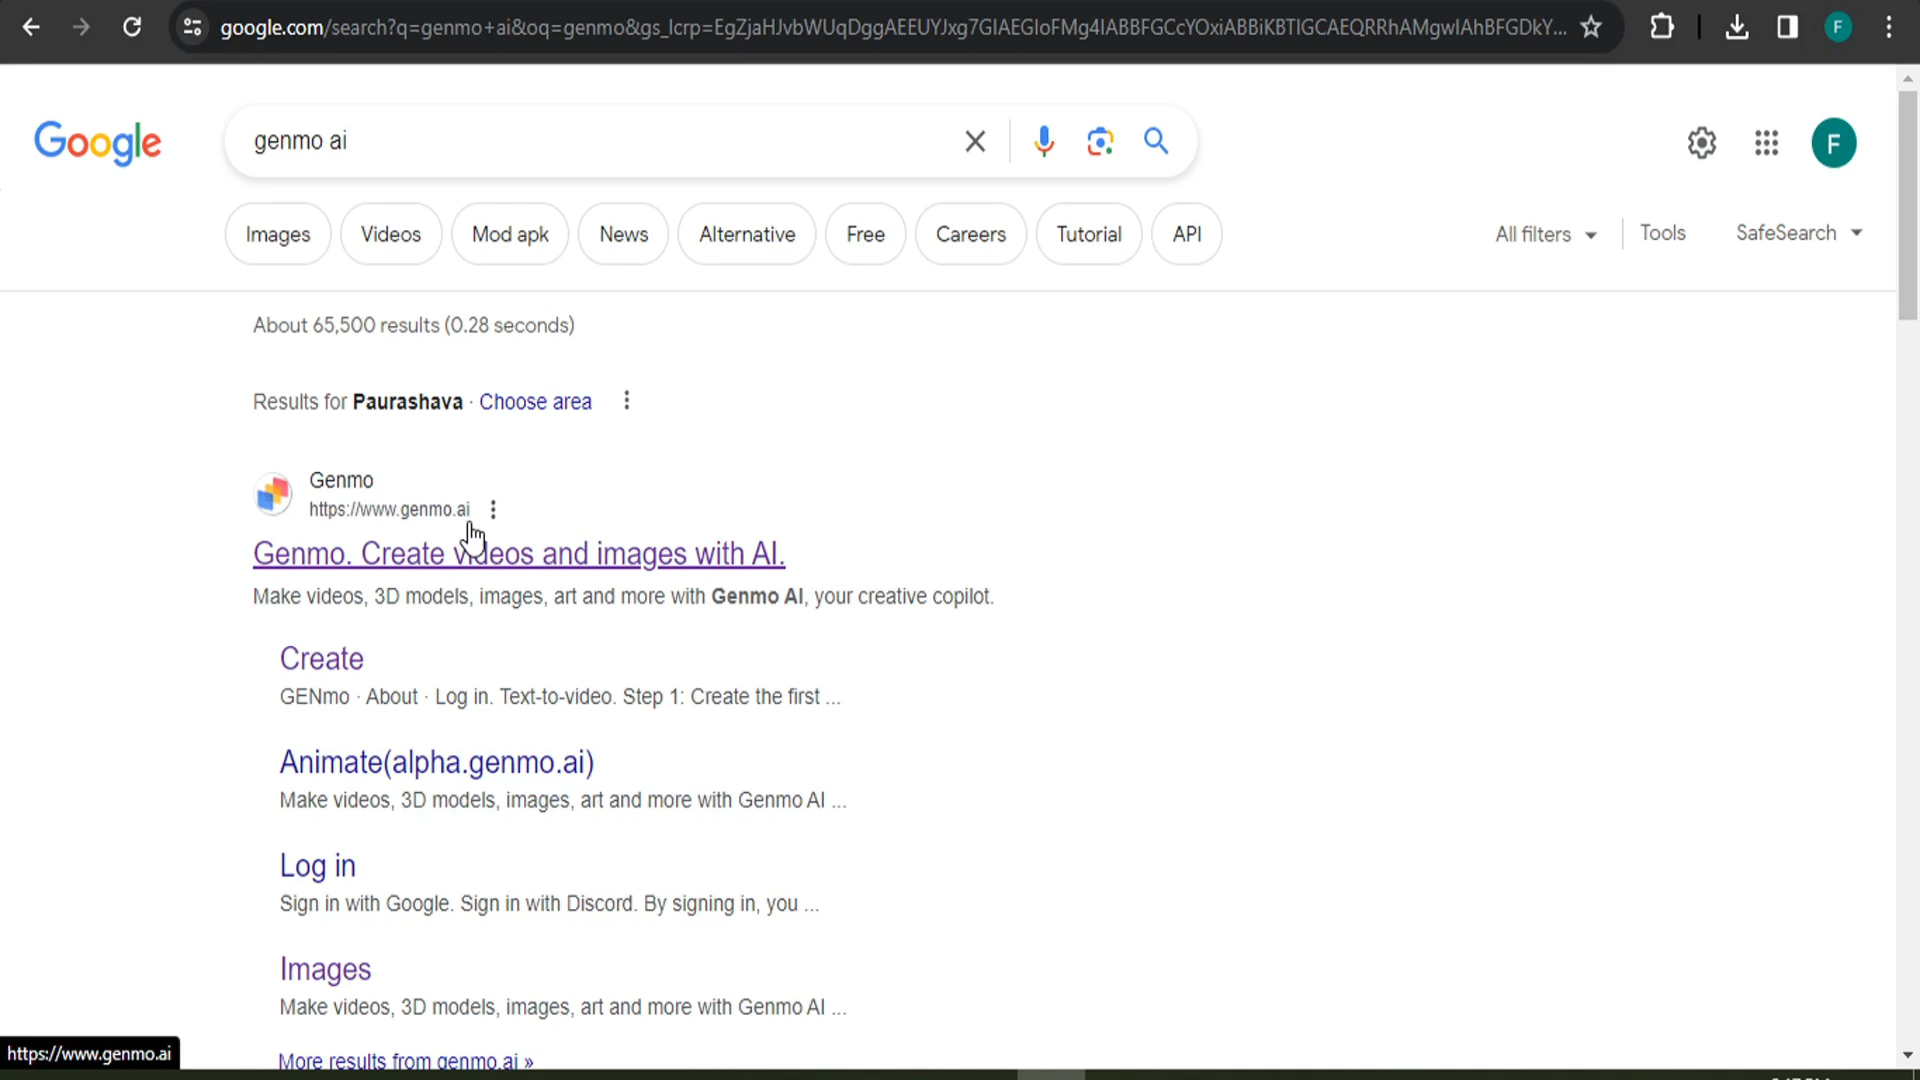 google.com/search?q=genmo+ai&oq=genmo&gs_lcrp=EgZjaHJvbWUqDggAEEUYJxg7GIAEGIoFMg4IABBFGCcYOxiABBiKBTIGCAEQRRhAMgwIAhBFGDkY...
F
Google
genmo ai
F
Images
Videos
Mod apk
News
Alternative
Free
Careers
Tutorial
API
All filters
Tools
SafeSearch
About 65,500 results (0.28 seconds)
Results for Paurashava · Choose area
Genmo
https://www.genmo.ai
Genmo. Create videos and images with AI.
Make videos, 3D models, images, art and more with Genmo AI, your creative copilot.
Create
GENmo · About · Log in. Text-to-video. Step 1: Create the first ...
Animate(alpha.genmo.ai)
Make videos, 3D models, images, art and more with Genmo AI ...
Log in
Sign in with Google. Sign in with Discord. By signing in, you ...
Images
Make videos, 3D models, images, art and more with Genmo AI ...
More results from genmo.ai »
https://www.genmo.ai